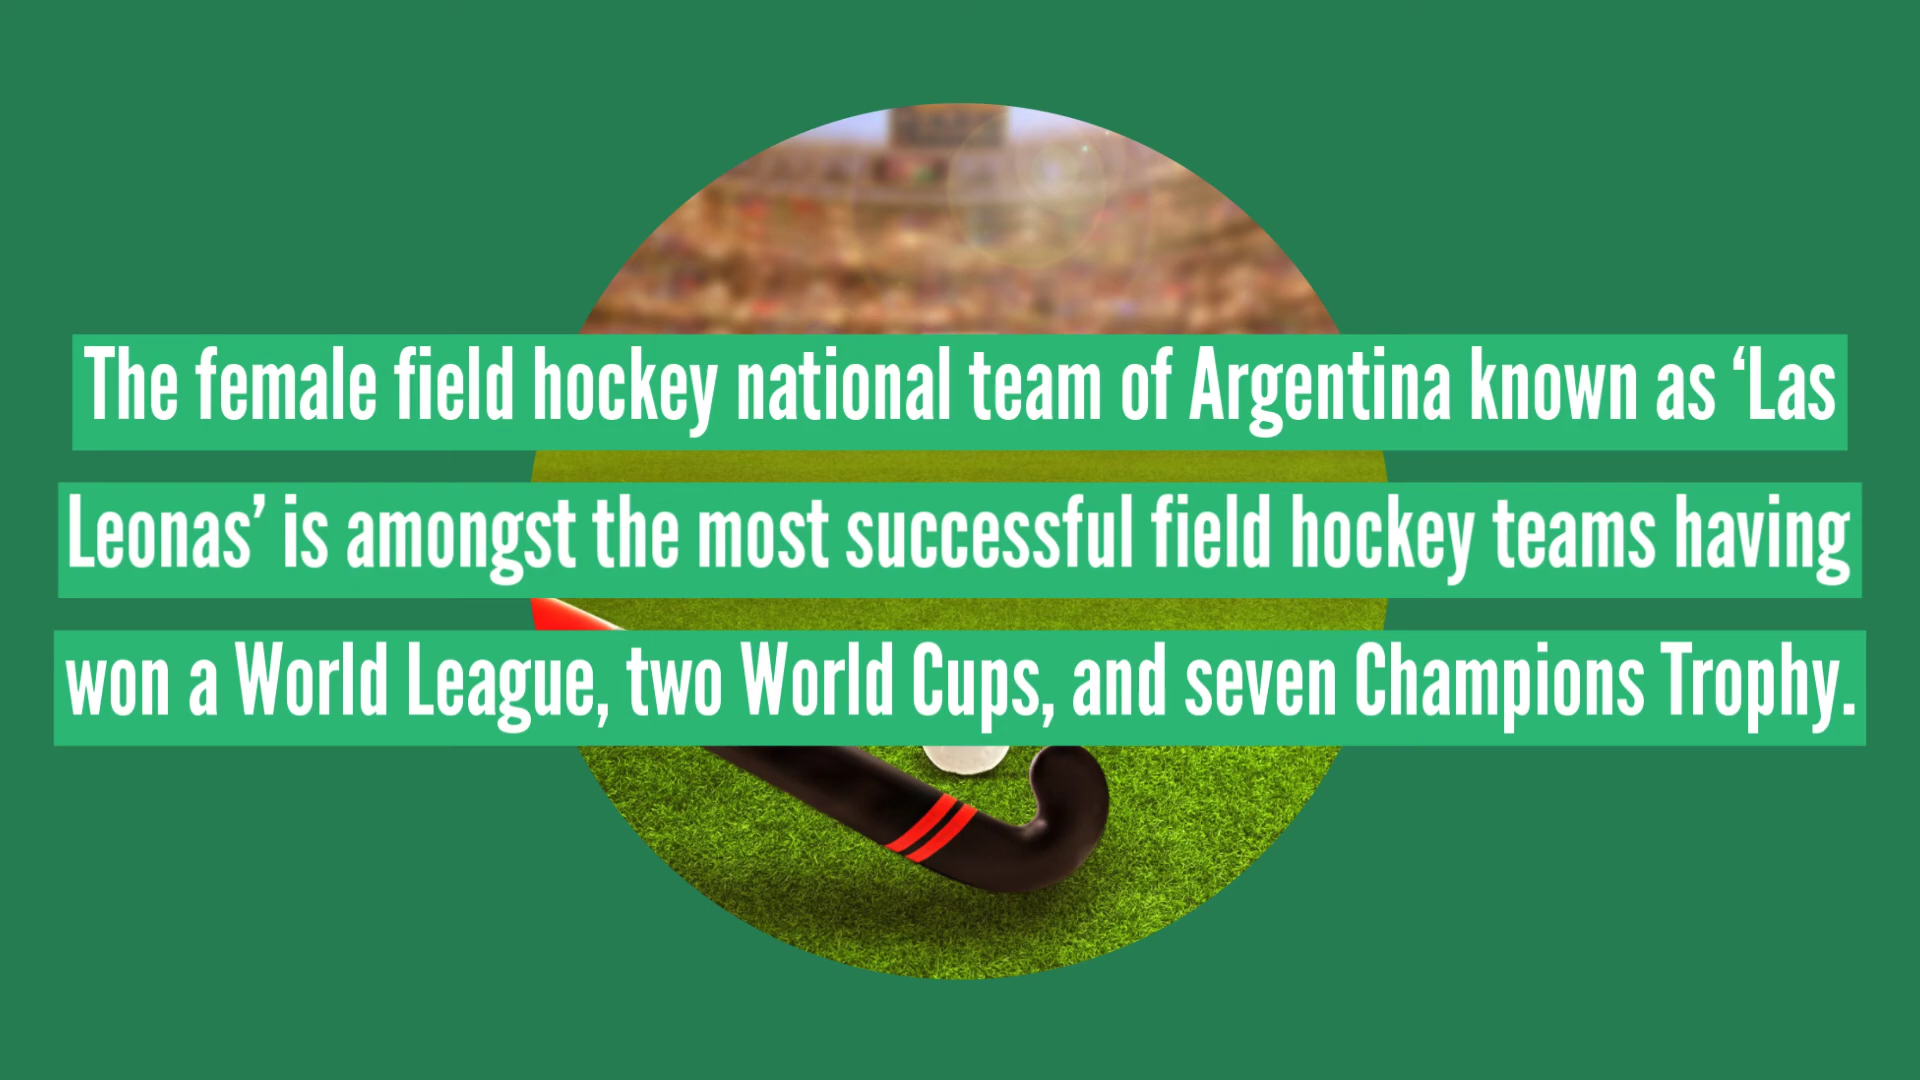 The female field hockey national team of Argentina known as ‘Las
Leonas’ is amongst the most successful field hockey teams having
won a World League, two World Cups, and seven Champions Trophy.